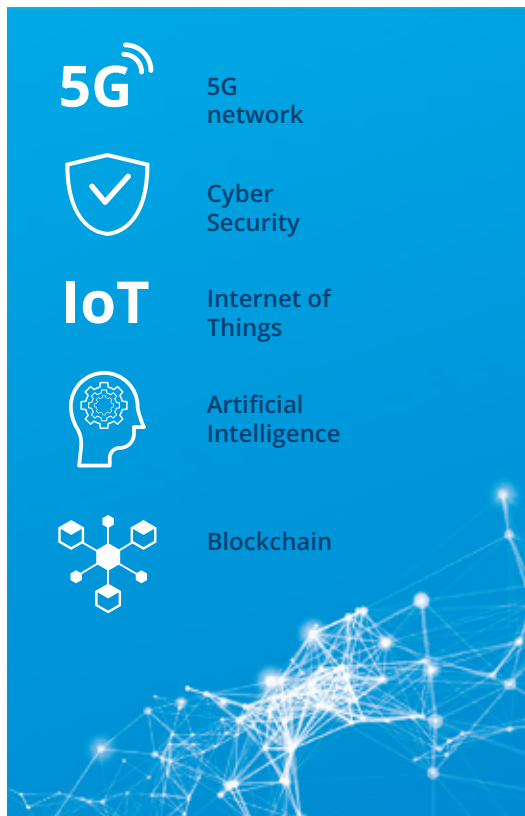 5G
5G
network
Cyber
Security
IoT
Internet of
Things
Artificial
Intelligence
Blockchain